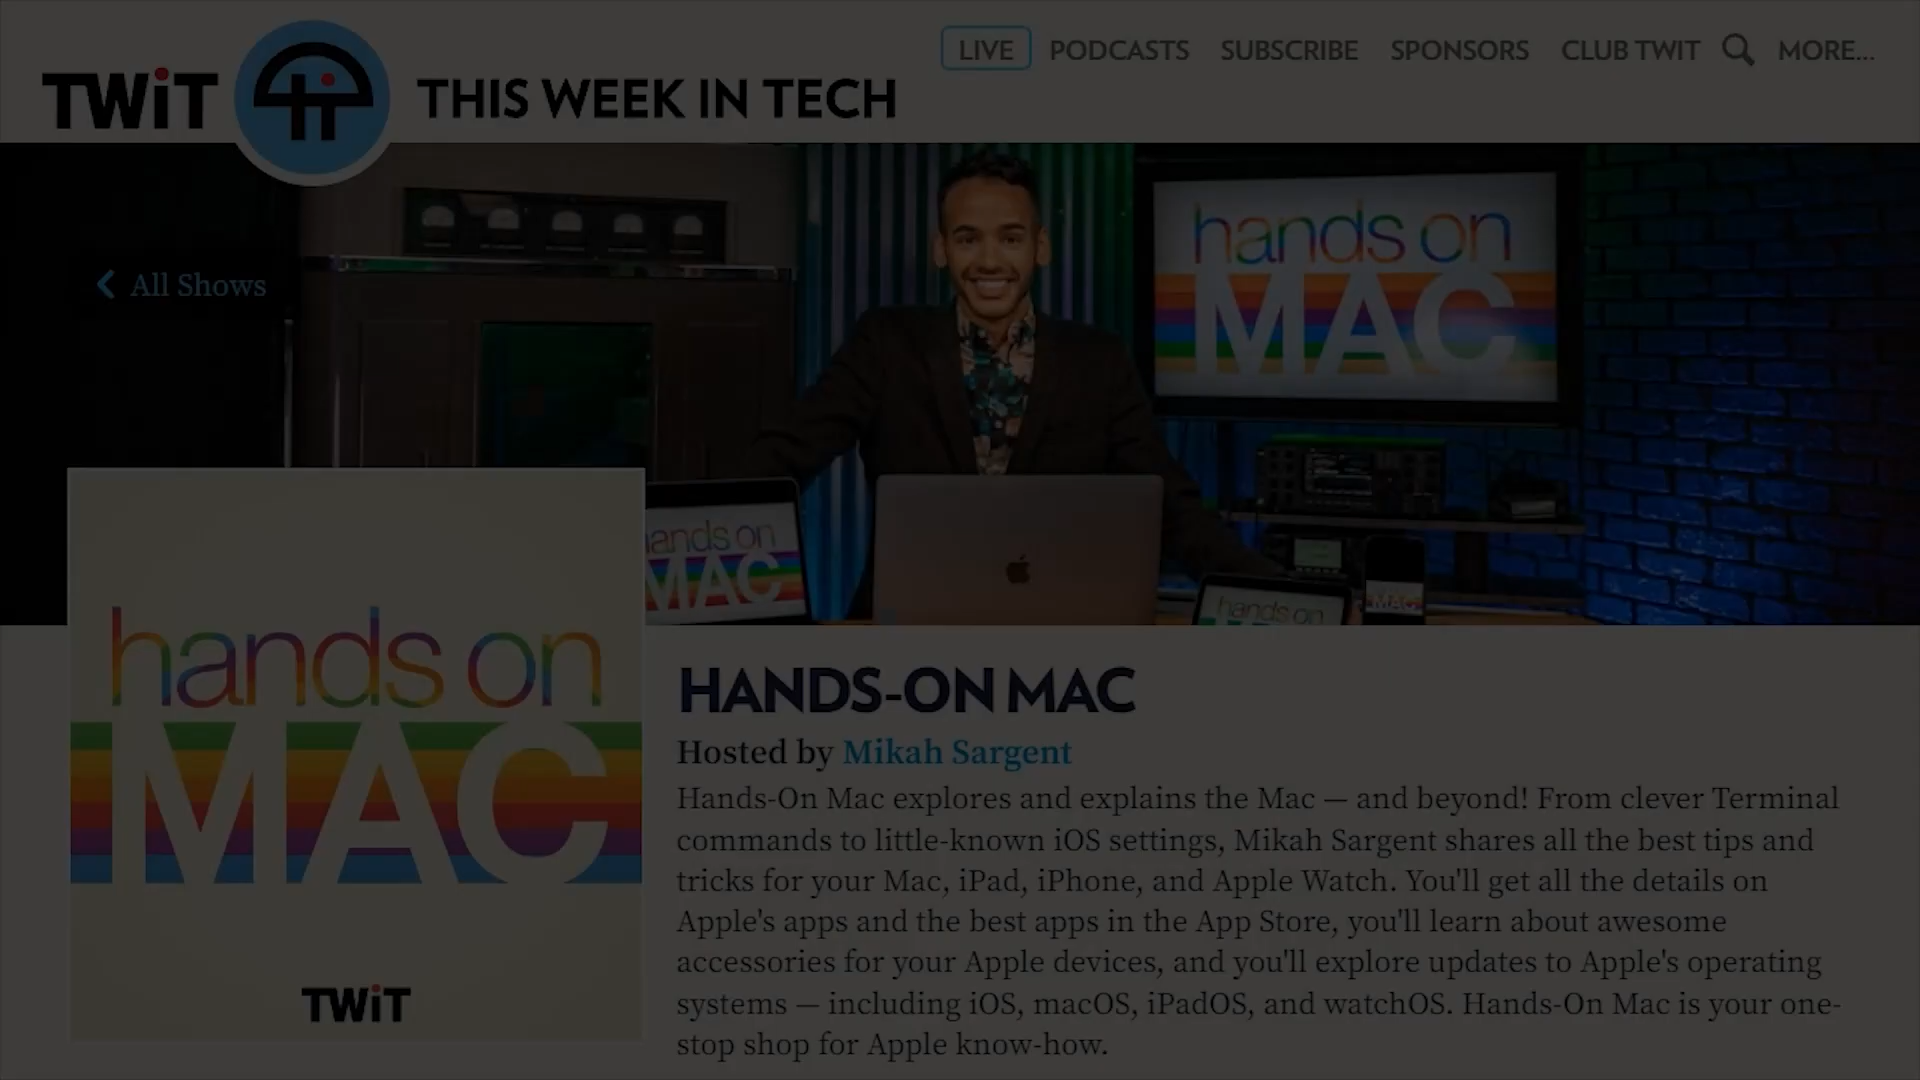 TWiT
THIS WEEK IN TECH
LIVE PODCASTS SUBSCRIBE SPONSORS CLUB TWIT MORE...
All Shows
hands on
MAC
hands on
MAC
hands on
MAC
hands on
MAC
TWiT
HANDS-ON MAC
Hosted by Mikah Sargent
Hands-On Mac explores and explains the Mac — and beyond! From clever Terminal
commands to little-known iOS settings, Mikah Sargent shares all the best tips and
tricks for your Mac, iPad, iPhone, and Apple Watch. You'll get all the details on
Apple's apps and the best apps in the App Store, you'll learn about awesome
accessories for your Apple devices, and you'll explore updates to Apple's operating
systems — including iOS, macOS, iPadOS, and watchOS. Hands-On Mac is your one-
stop shop for Apple know-how.